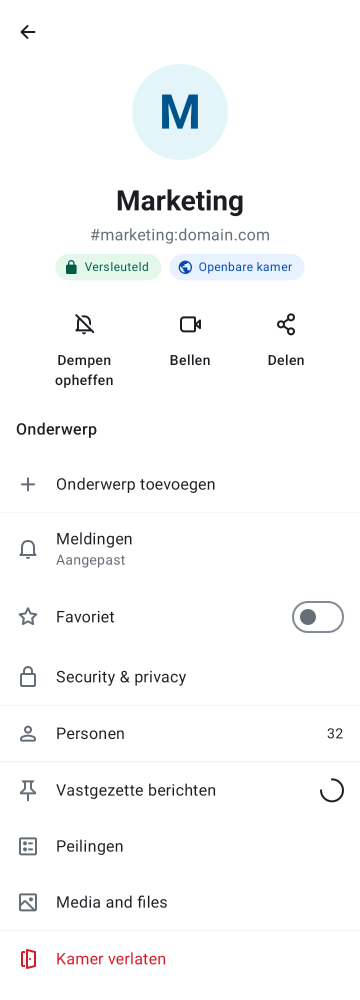 M
Marketing
#marketing:domain.com
Versleuteld
Openbare kamer
Dempen
opheffen
Bellen
Delen
Onderwerp
Onderwerp toevoegen
Meldingen
Aangepast
Favoriet
Security & privacy
Personen
32
Vastgezette berichten
Peilingen
Media and files
Kamer verlaten